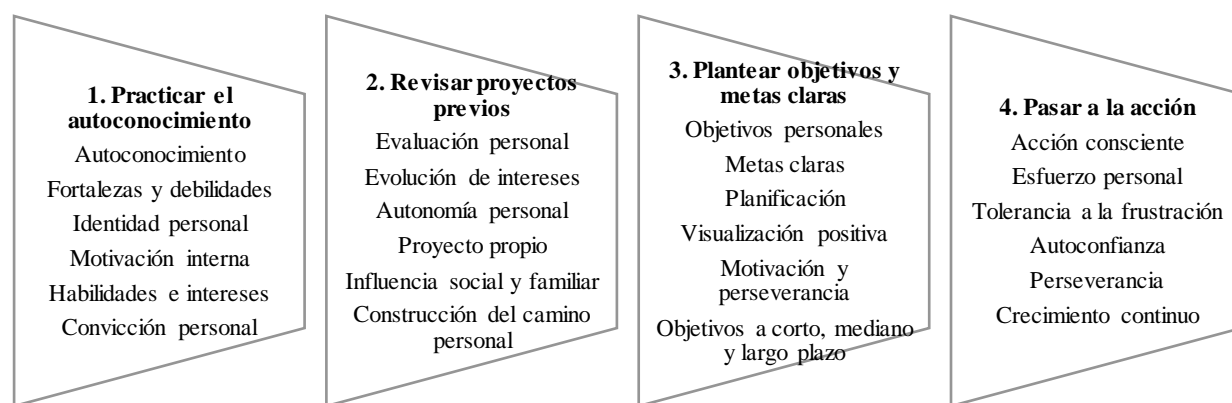 1. Practicar el
autoconocimiento
Autoconocimiento
Fortalezas y debilidades
Identidad personal
Motivación interna
Habilidades e intereses
Convicción personal
2. Revisar proyectos
previos
Evaluación personal
Evolución de intereses
Autonomía personal
Proyecto propio
Influencia social y familiar
Construcción del camino
personal
3. Plantear objetivos y
metas claras
Objetivos personales
Metas claras
Planificación
Visualización positiva
Motivación y
perseverancia
Objetivos a corto, mediano
y largo plazo
4. Pasar a la acción
Acción consciente
Esfuerzo personal
Tolerancia a la frustración
Autoconfianza
Perseverancia
Crecimiento continuo